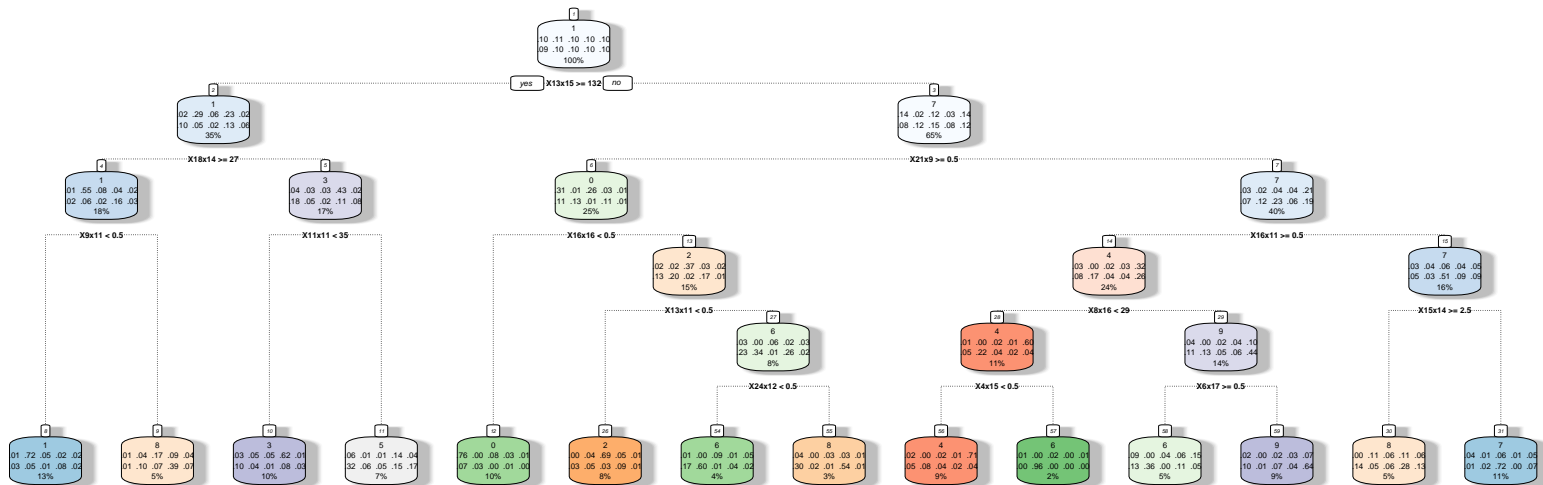 1
1
.10 .11 .10 .10 .10
.09 .10 .10 .10 .10
100%
yes X13x15 >= 132 no
2
1
.02 .29 .06 .23 .02
.10 .05 .02 .13 .06
35%
3
7
.14 .02 .12 .03 .14
.08 .12 .15 .08 .12
65%
X18x14 >= 27
X21x9 >= 0.5
4
1
.01 .55 .08 .04 .02
.02 .06 .02 .16 .03
18%
5
3
.04 .03 .03 .43 .02
.18 .05 .02 .11 .08
17%
6
0
.31 .01 .26 .03 .01
.11 .13 .01 .11 .01
25%
7
7
.03 .02 .04 .04 .21
.07 .12 .23 .06 .19
40%
X9x11 < 0.5
X11x11 < 35
X16x16 < 0.5
X16x11 >= 0.5
13
2
.02 .02 .37 .03 .02
.13 .20 .02 .17 .01
15%
14
4
.03 .00 .02 .03 .32
.08 .17 .04 .04 .26
24%
15
7
.03 .04 .06 .04 .05
.05 .03 .51 .09 .09
16%
X13x11 < 0.5
X8x16 < 29
X15x14 >= 2.5
27
6
.03 .00 .06 .02 .03
.23 .34 .01 .26 .02
8%
28
4
.01 .00 .02 .01 .60
.05 .22 .04 .02 .04
11%
29
9
.04 .00 .02 .04 .10
.11 .13 .05 .06 .44
14%
X24x12 < 0.5
X4x15 < 0.5
X6x17 >= 0.5
8
1
.01 .72 .05 .02 .02
.03 .05 .01 .08 .02
13%
9
8
.01 .04 .17 .09 .04
.01 .10 .07 .39 .07
5%
10
3
.03 .05 .05 .62 .01
.10 .04 .01 .08 .03
10%
11
5
.06 .01 .01 .14 .04
.32 .06 .05 .15 .17
7%
12
0
.76 .00 .08 .03 .01
.07 .03 .00 .01 .00
10%
26
2
.02 .04 .69 .05 .01
.03 .05 .03 .09 .01
8%
54
6
.01 .00 .09 .01 .05
.17 .60 .01 .04 .02
4%
55
8
.04 .00 .03 .03 .01
.30 .02 .01 .54 .01
3%
56
4
.02 .00 .02 .01 .71
.05 .08 .04 .02 .04
9%
57
6
.01 .00 .02 .00 .01
.00 .96 .00 .00 .00
2%
58
6
.09 .00 .04 .06 .15
.13 .36 .00 .11 .05
5%
59
9
.02 .00 .02 .03 .07
.10 .01 .07 .04 .64
9%
30
8
.00 .11 .06 .11 .06
.14 .05 .06 .28 .13
5%
31
7
.04 .01 .06 .01 .05
.01 .02 .72 .00 .07
11%